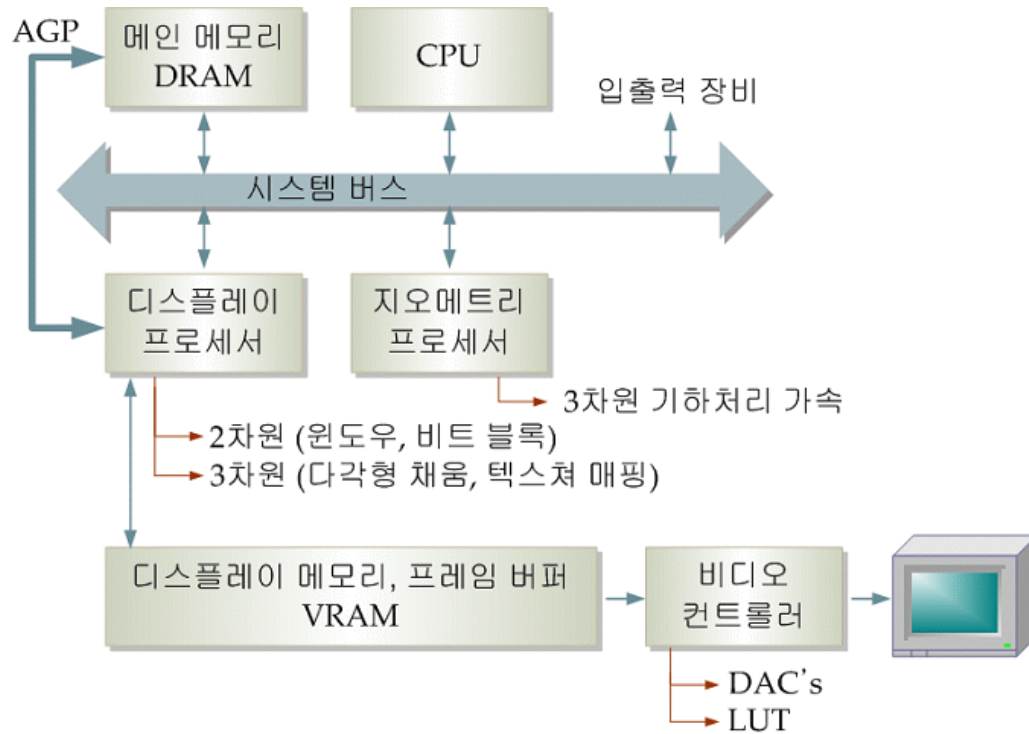 AGP
메인 메모리
DRAM
CPU
입출력 장비
시스템 버스
디스플레이
프로세서
지오메트리
프로세서
3차원 기하처리 가속
2차원 (윈도우, 비트 블록)
3차원 (다각형 채움, 텍스쳐 매핑)
디스플레이 메모리, 프레임 버퍼
VRAM
비디오
컨트롤러
DAC's
LUT